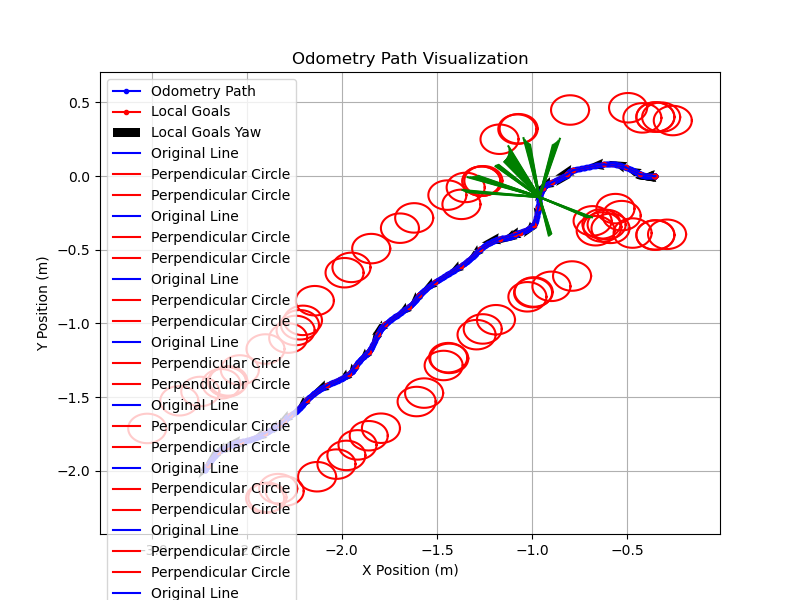 Odometry Path Visualization
Y Position (m)
0.5
0.0
−0.5
−1.0
−1.5
−2.0
Odometry Path
Local Goals
Local Goals Yaw
Original Line
Perpendicular Circle
Perpendicular Circle
Original Line
Perpendicular Circle
Perpendicular Circle
Original Line
Perpendicular Circle
Perpendicular Circle
Original Line
Perpendicular Circle
Perpendicular Circle
Original Line
Perpendicular Circle
Perpendicular Circle
Original Line
Perpendicular Circle
Perpendicular Circle
Original Line
Perpendicular Circle
Perpendicular Circle
Original Line
−2.0 −1.5 −1.0 −0.5
X Position (m)